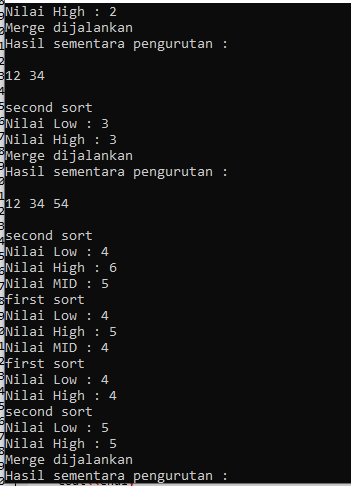 Nilai High : 2
Merge dijalankan
Hasil sementara pengurutan :
12 34
second sort
Nilai Low : 3
Nilai High : 3
Merge dijalankan
Hasil sementara pengurutan :
12 34 54
second sort
Nilai Low : 4
Nilai High : 6
Nilai MID : 5
first sort
Nilai Low : 4
Nilai High : 5
Nilai MID : 4
first sort
Nilai Low : 4
Nilai High : 4
second sort
Nilai Low : 5
Nilai High : 5
Merge dijalankan
Hasil sementara pengurutan :